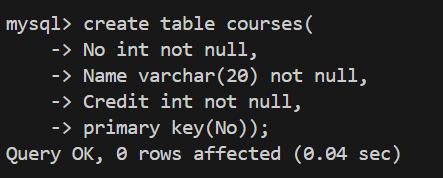 mysql> create table courses(
    -> No int not null,
    -> Name varchar(20) not null,
    -> Credit int not null,
    -> primary key(No));
Query OK, 0 rows affected (0.04 sec)